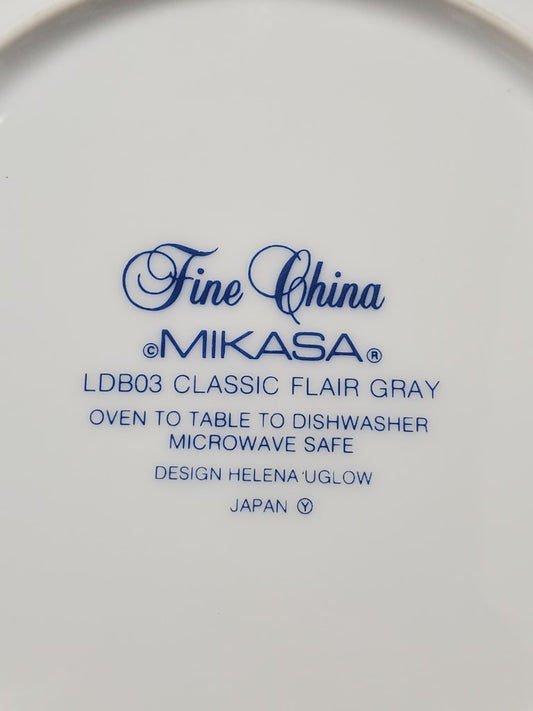 Fine China
©MIKASA®
LDB03 CLASSIC FLAIR GRAY
OVEN TO TABLE TO DISHWASHER
MICROWAVE SAFE
DESIGN HELENA UGLOW
JAPAN Ⓨ